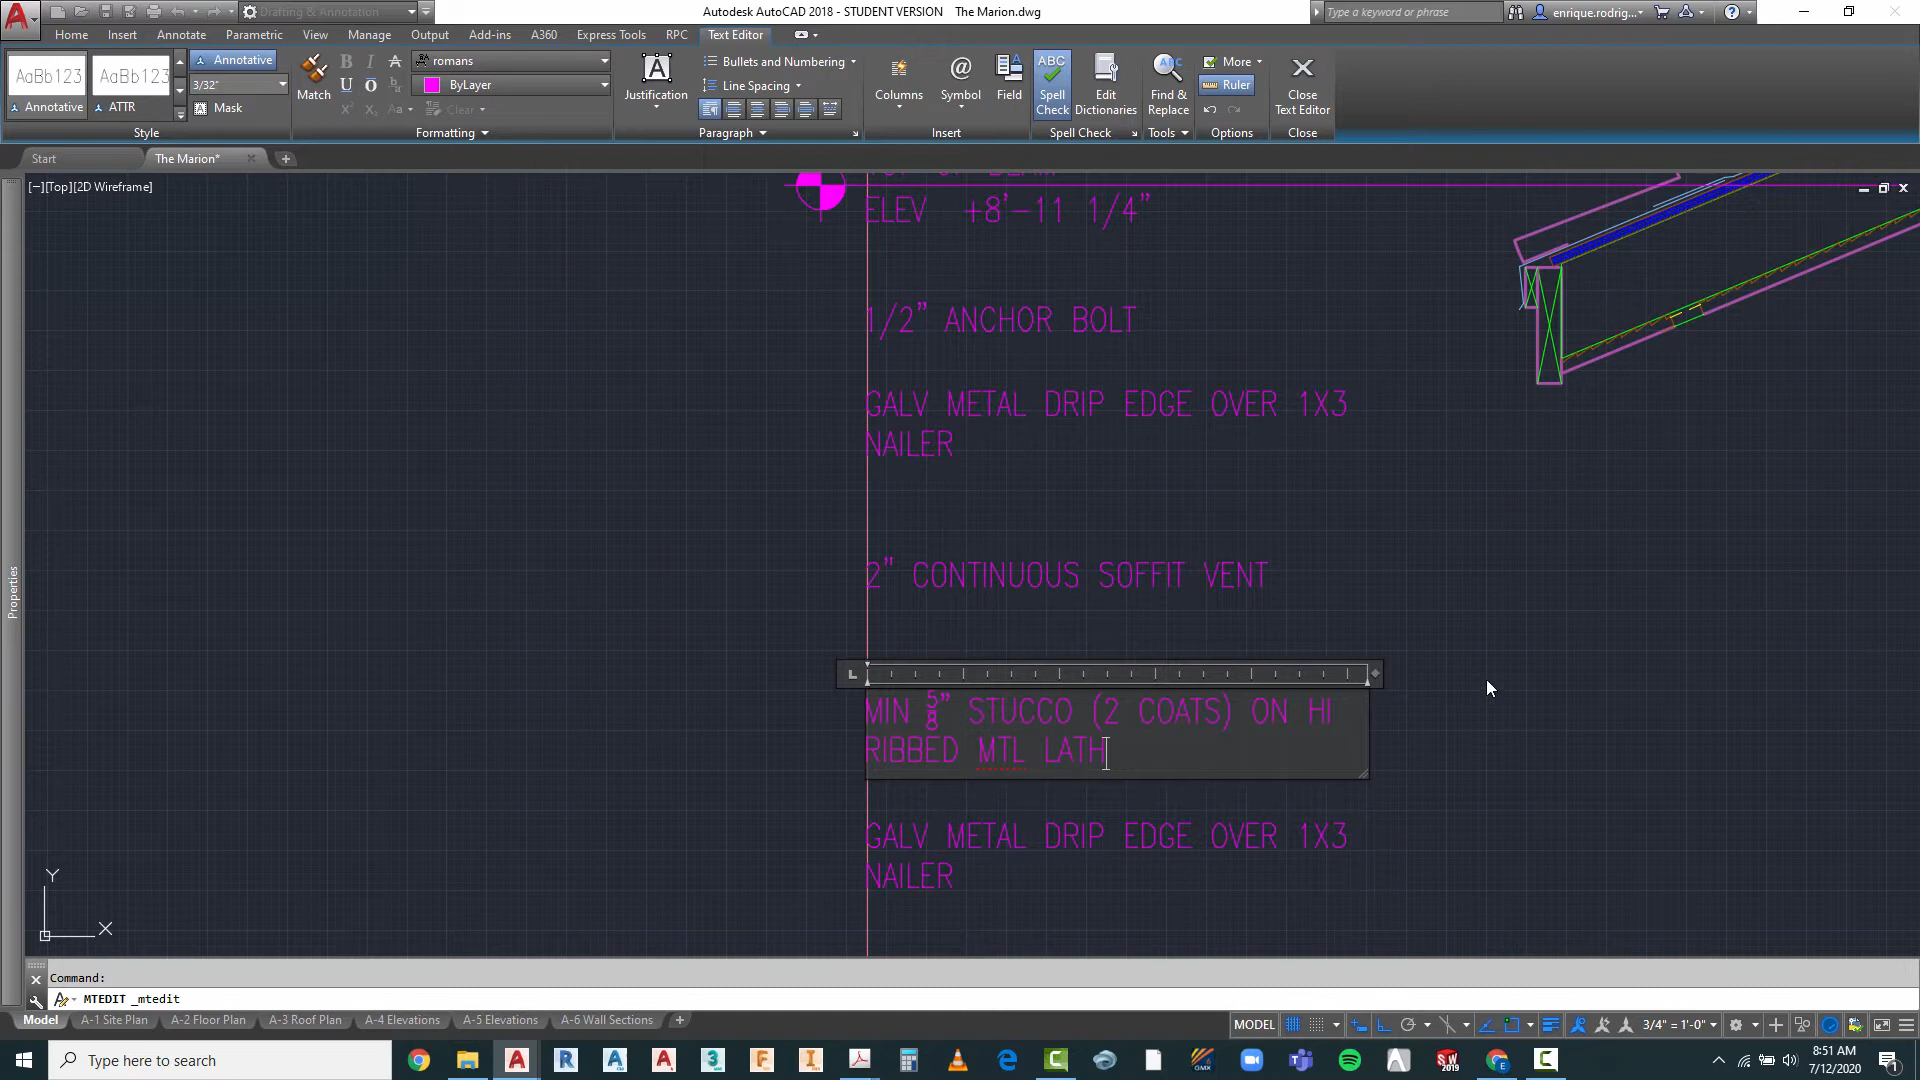 Drafting & Annotation
Autodesk AutoCAD 2018 - STUDENT VERSION   The Marion.dwg
Type a keyword or phrase
enrique.rodrig...
Home Insert Annotate Parametric View Manage Output Add-ins A360 Express Tools RPC Text Editor
AaBb123 AaBb123
Annotative ATTR
Annotative
3/32"
Mask
Style
Match
romans
ByLayer
Clear
Formatting
Justification
Bullets and Numbering
Line Spacing
Paragraph
Columns
Symbol
Field
Insert
ABC
Spell
Check
Edit
Dictionaries
Spell Check
Find &
Replace
Tools
More
Ruler
Options
Close
Text Editor
Close
Start
The Marion*
[−][Top][2D Wireframe]
ELEV +8'-11 1/4"
1/2" ANCHOR BOLT
GALV METAL DRIP EDGE OVER 1X3
NAILER
2" CONTINUOUS SOFFIT VENT
MIN 5/8" STUCCO (2 COATS) ON HI
RIBBED MTL LATH
GALV METAL DRIP EDGE OVER 1X3
NAILER
Properties
Y
X
Command:
MTEDIT _mtedit
Model A-1 Site Plan A-2 Floor Plan A-3 Roof Plan A-4 Elevations A-5 Elevations A-6 Wall Sections
MODEL
3/4" = 1'-0"
Type here to search
8:51 AM
7/12/2020